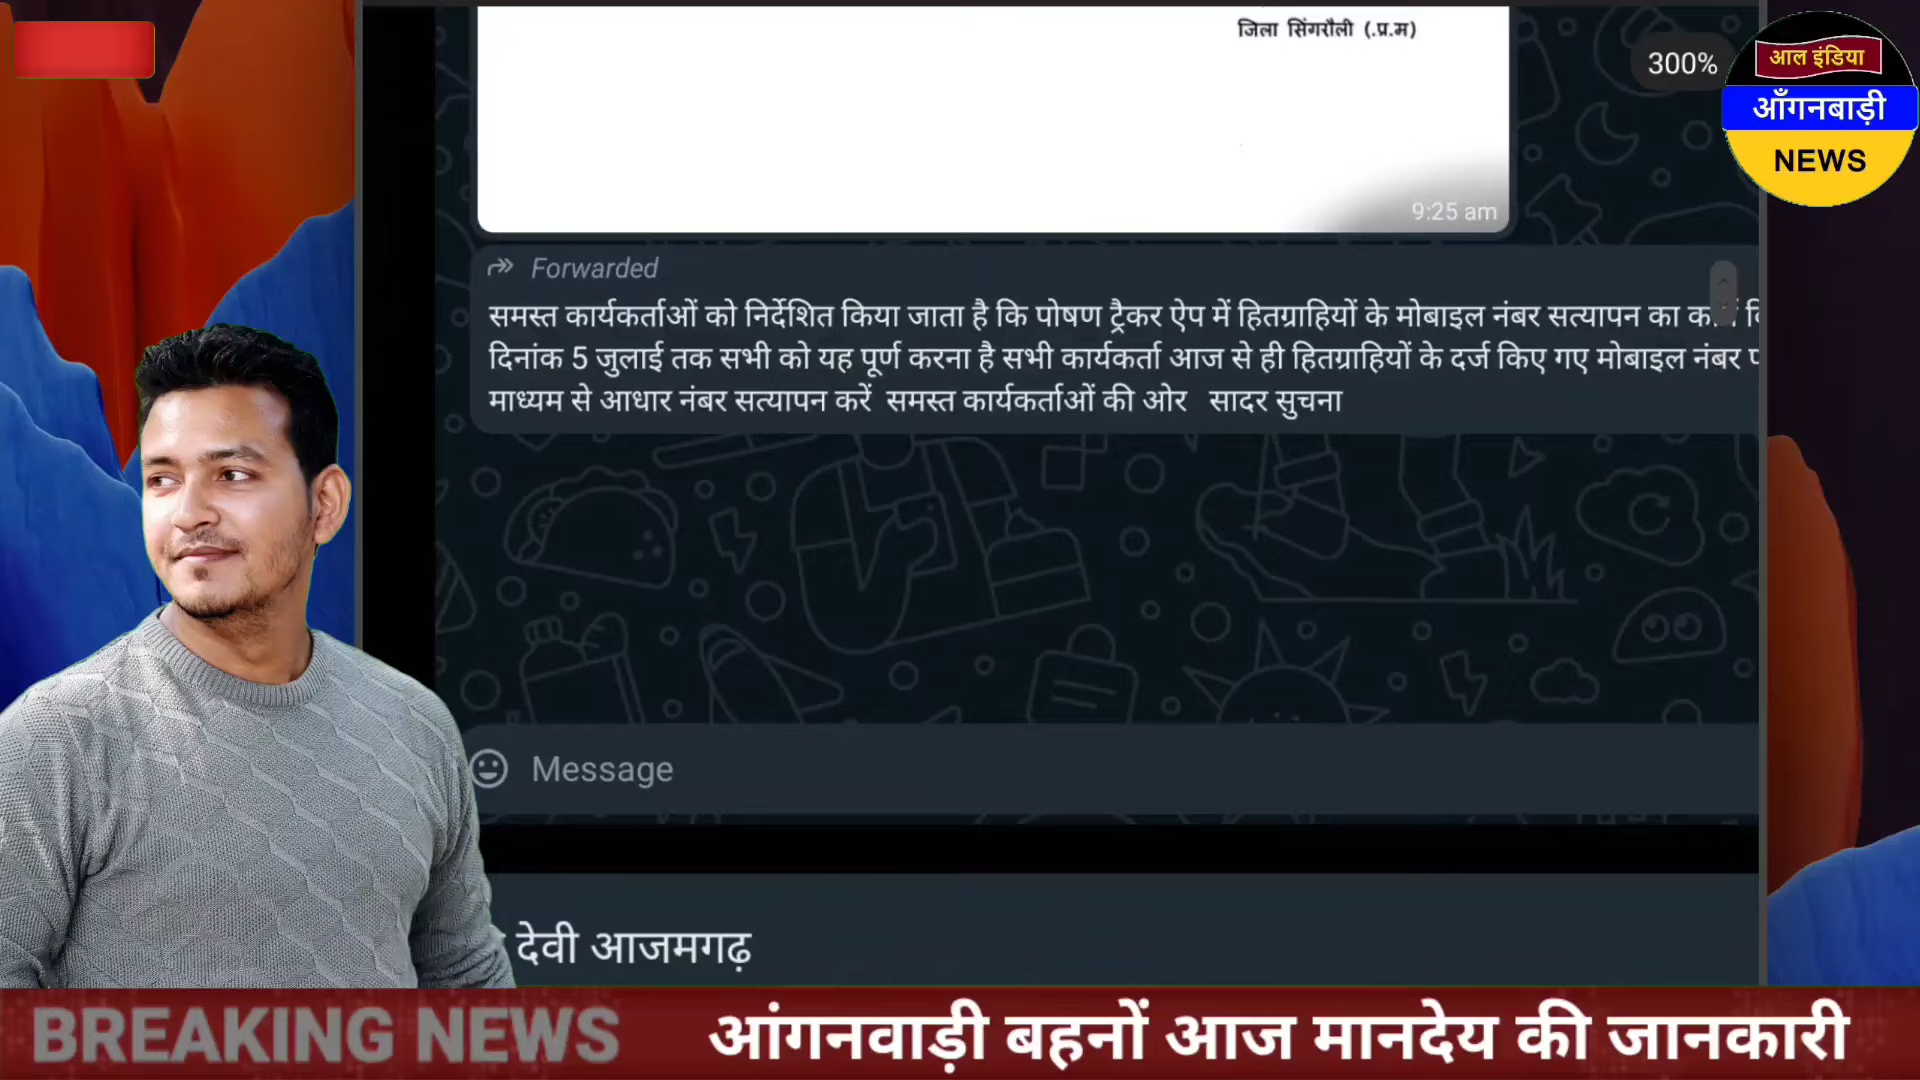 जिला सिंगरौली (.प्र.म)
300%
आल इंडिया
आँगनबाड़ी
NEWS
9:25 am
Forwarded
समस्त कार्यकर्ताओं को निर्देशित किया जाता है कि पोषण ट्रैकर ऐप में हितग्राहियों के मोबाइल नंबर सत्यापन का
दिनांक 5 जुलाई तक सभी को यह पूर्ण करना है सभी कार्यकर्ता आज से ही हितग्राहियों के दर्ज किए गए मोबाइल नंबर
माध्यम से आधार नंबर सत्यापन करें समस्त कार्यकर्ताओं की ओर सादर सुचना
Message
देवी आजमगढ़
BREAKING NEWS
आंगनवाड़ी बहनों आज मानदेय की जानकारी